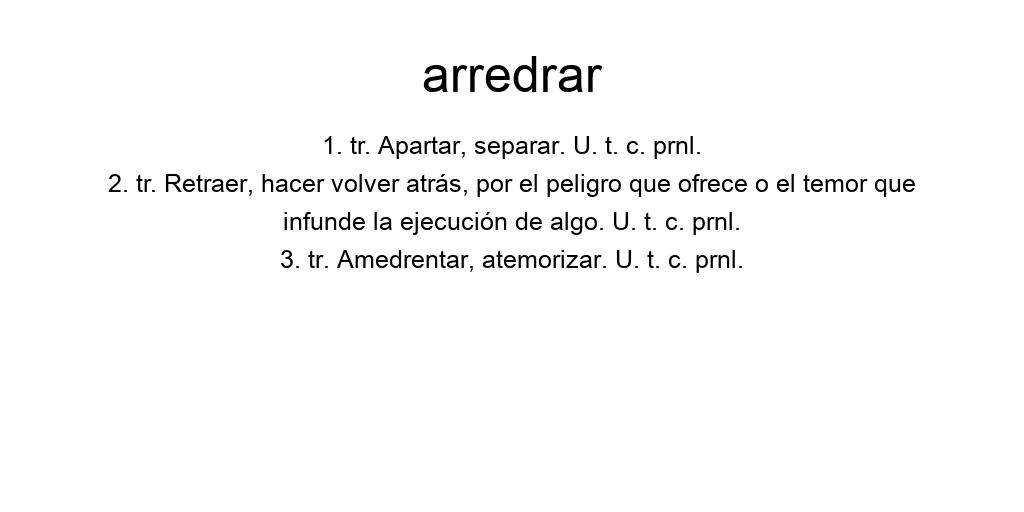 arredrar
1. tr. Apartar, separar. U. t. c. prnl.
2. tr. Retraer, hacer volver atrás, por el peligro que ofrece o el temor que
infunde la ejecución de algo. U. t. c. prnl.
3. tr. Amedrentar, atemorizar. U. t. c. prnl.